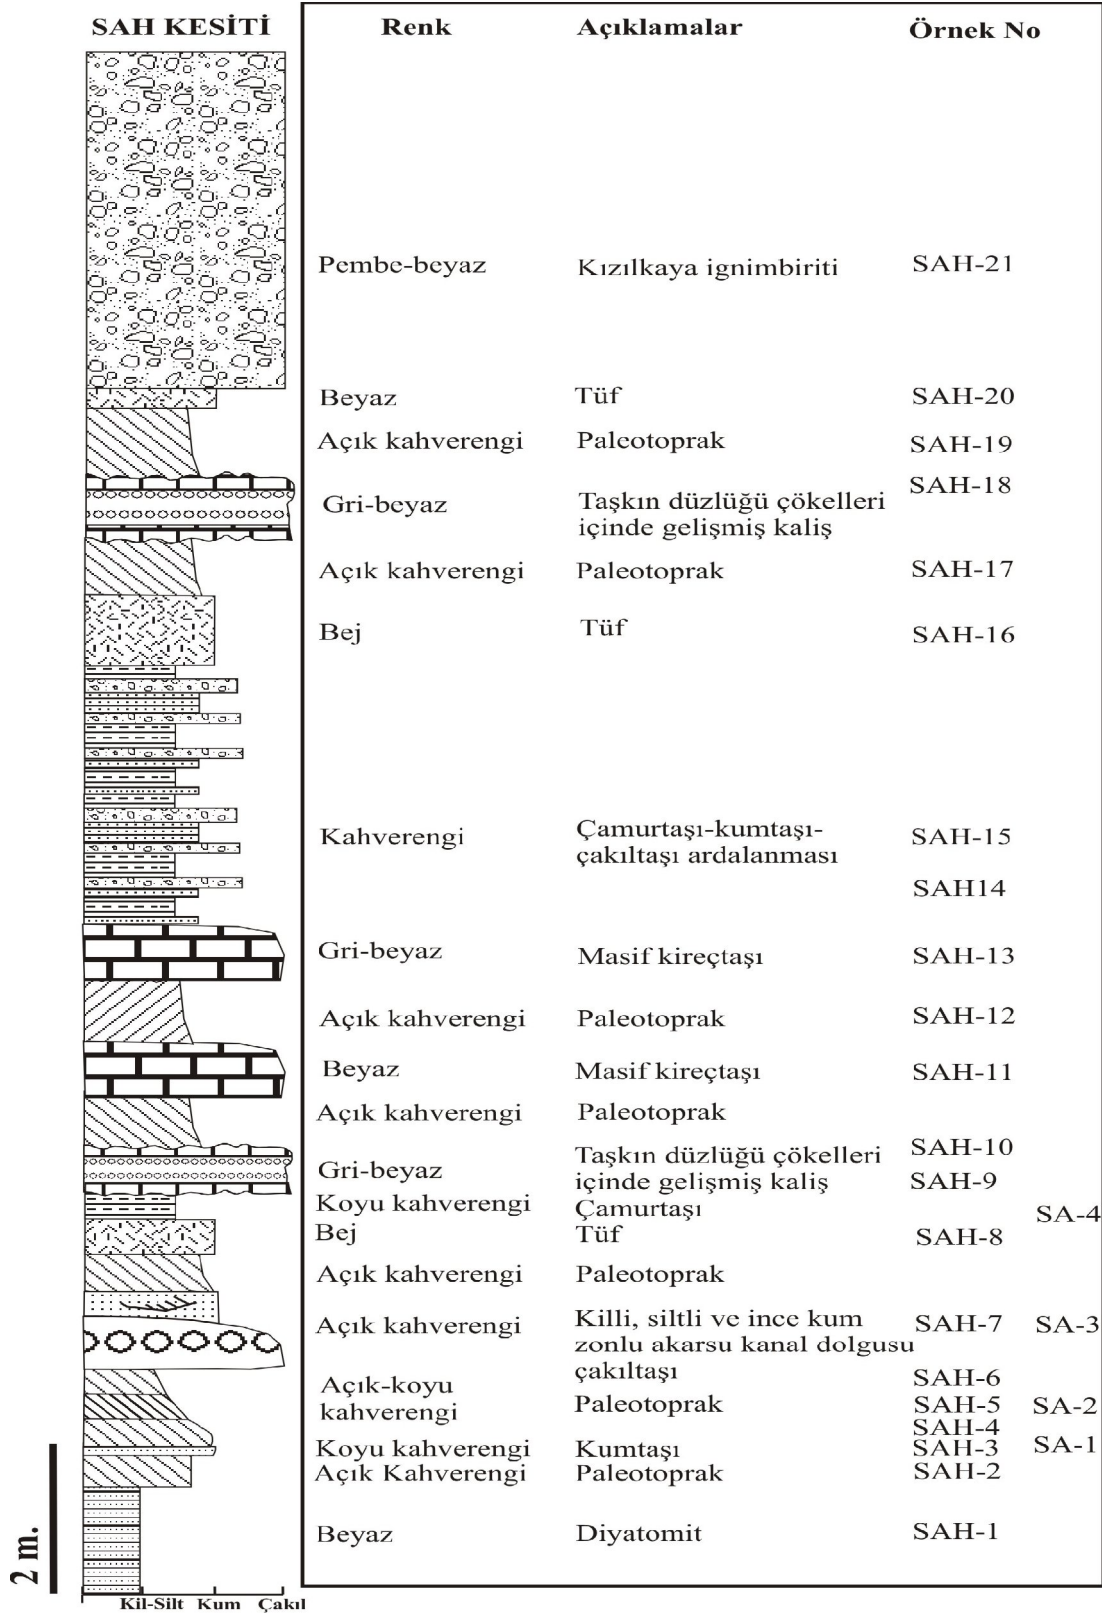 SAH KESİTİ Renk Açıklamalar Örnek No
Pembe-beyaz Kızılkaya ignimbiriti SAH-21
Beyaz Tüf SAH-20
Açık kahverengi Paleotoprak SAH-19
SAH-18
Gri-beyaz Taşkın düzlüğü çökelleri
içinde gelişmiş kaliş
Açık kahverengi Paleotoprak SAH-17
Bej Tüf SAH-16
Kahverengi Çamurtaşı-kumtaşı- SAH-15
çakıltaşı ardalanması
SAH14
Gri-beyaz Masif kireçtaşı SAH-13
Açık kahverengi Paleotoprak SAH-12
Beyaz Masif kireçtaşı SAH-11
Açık kahverengi Paleotoprak
Taşkın düzlüğü çökelleri SAH-10
Gri-beyaz içinde gelişmiş kaliş SAH-9
Koyu kahverengi Çamurtaşı SA-4
Bej Tüf SAH-8
Açık kahverengi Paleotoprak
Açık kahverengi Killi, siltli ve ince kum SAH-7 SA-3
zonlu akarsu kanal dolgusu
çakıltaşı SAH-6
Açık-koyu
kahverengi Paleotoprak SAH-5 SA-2
SAH-4
Koyu kahverengi Kumtaşı SAH-3 SA-1
Açık Kahverengi Paleotoprak SAH-2
Beyaz Diyatomit SAH-1
2 m.
Kil-Silt Kum Çakıl